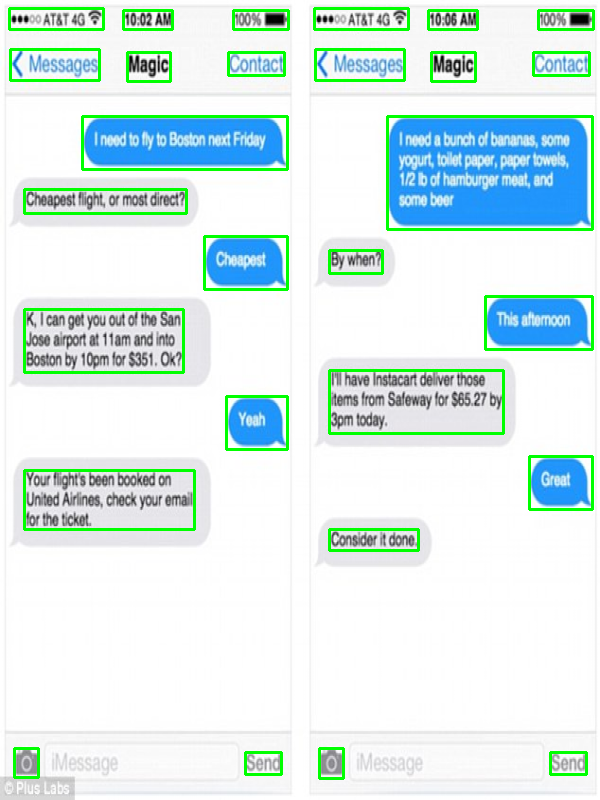 ●●●○○ AT&T 4G 10:02 AM 100%
Messages Magic Contact
I need to fly to Boston next Friday
Cheapest flight, or most direct?
Cheapest
K, I can get you out of the San
Jose airport at 11am and into
Boston by 10pm for $351. Ok?
Yeah
Your flight's been booked on
United Airlines, check your email
for the ticket.
iMessage Send
© Plus Labs
●●●○○ AT&T 4G 10:06 AM 100%
Messages Magic Contact
I need a bunch of bananas, some
yogurt, toilet paper, paper towels,
1/2 lb of hamburger meat, and
some beer
By when?
This afternoon
I'll have Instacart deliver those
items from Safeway for $65.27 by
3pm today.
Great
Consider it done.
iMessage Send